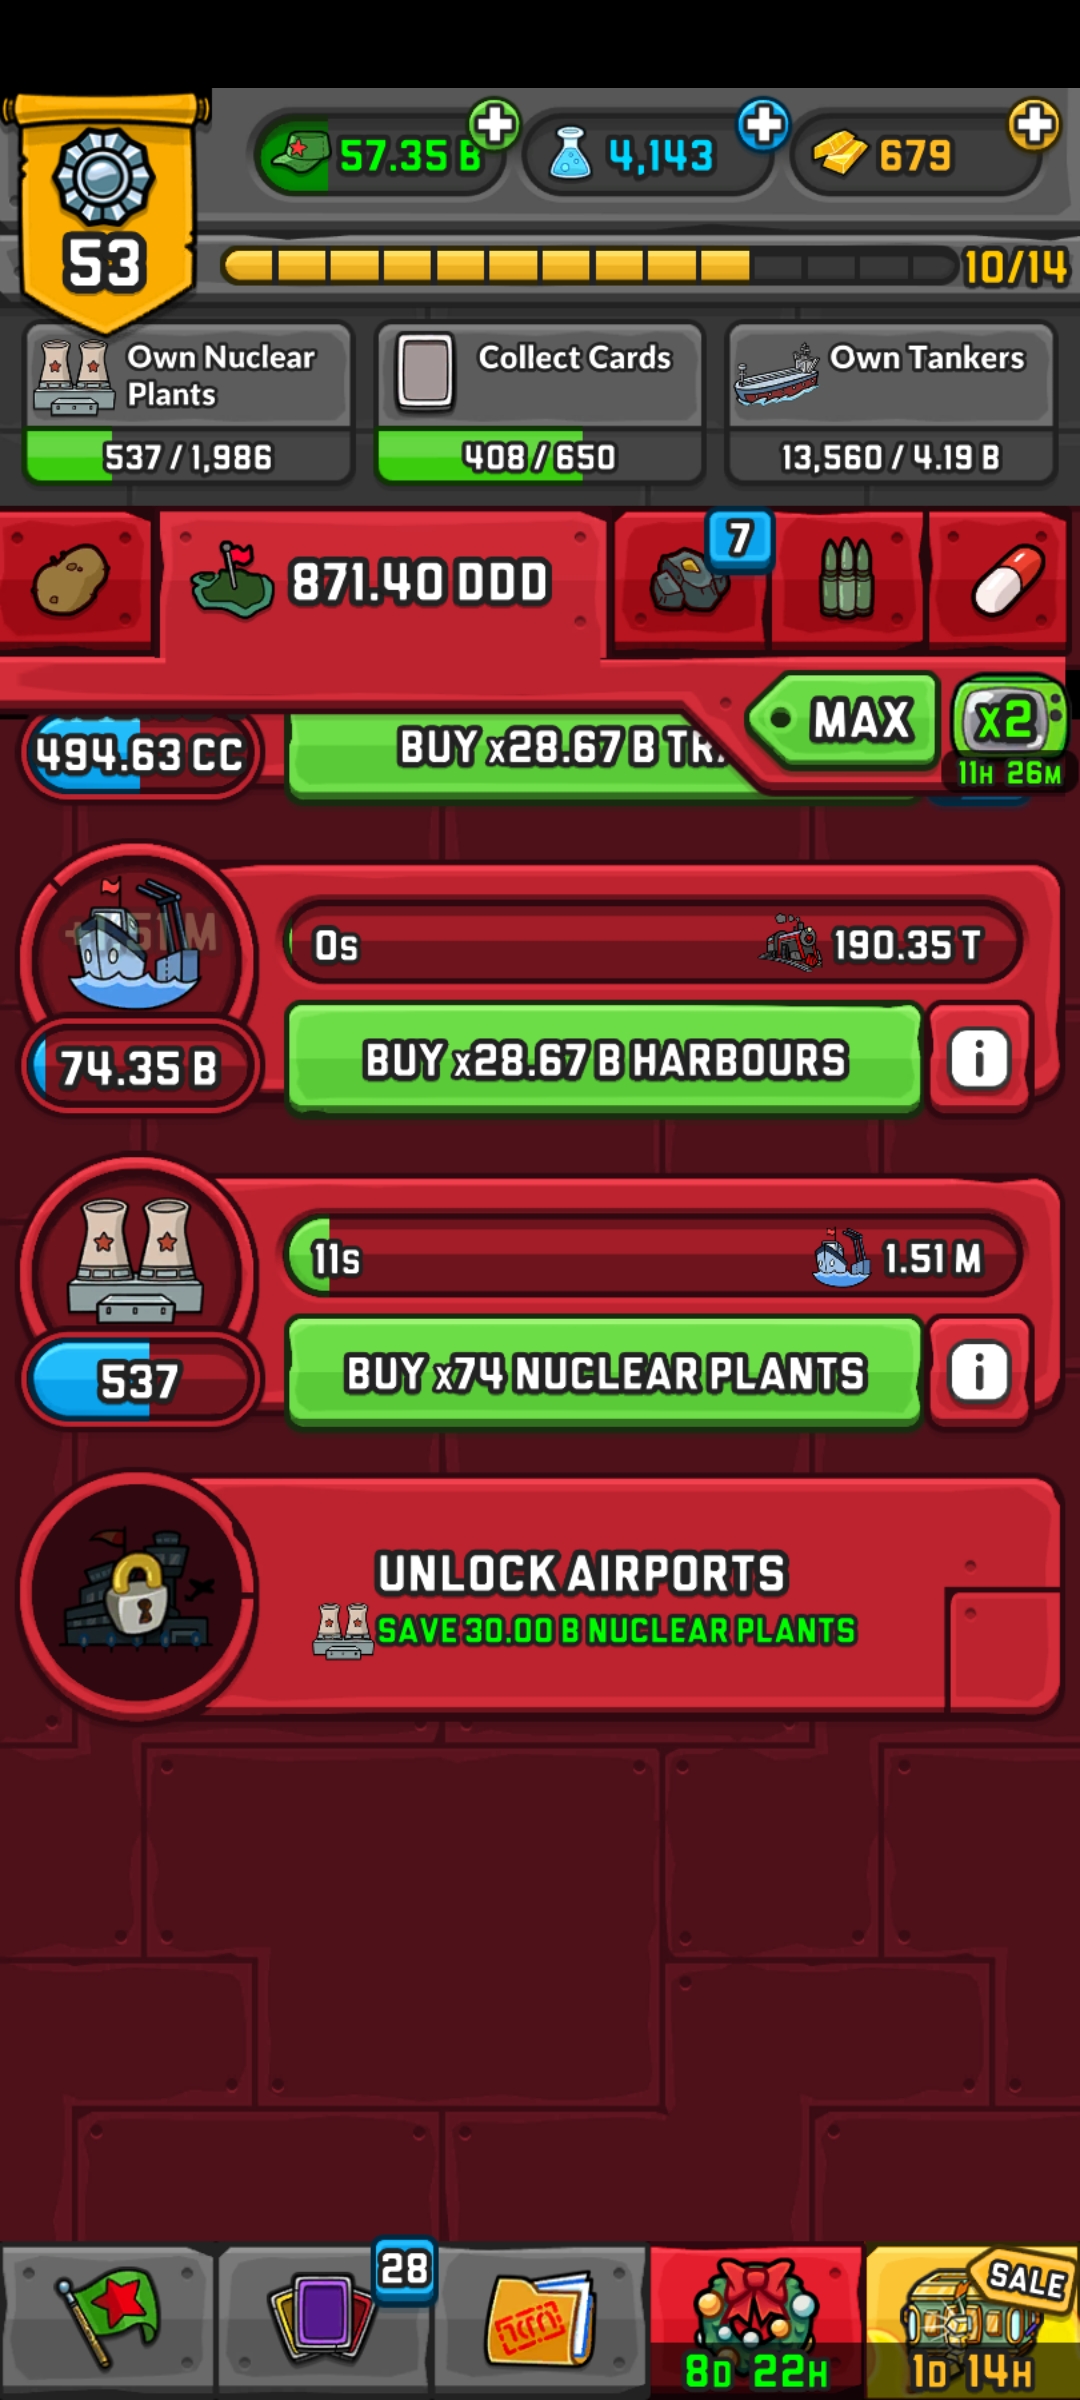 57.35 B
4,143
679
53
10/14
Own Nuclear
Plants
537 / 1,986
Collect Cards
408 / 650
Own Tankers
13,560 / 4.19 B
871.40 DDD
7
MAX
x2
11H 26M
494.63 CC
BUY x28.67 B
0s
190.35 T
74.35 B
BUY x28.67 B HARBOURS
i
11s
1.51 M
537
BUY x74 NUCLEAR PLANTS
i
UNLOCK AIRPORTS
SAVE 30.00 B NUCLEAR PLANTS
28
SALE
8D 22H
1D 14H